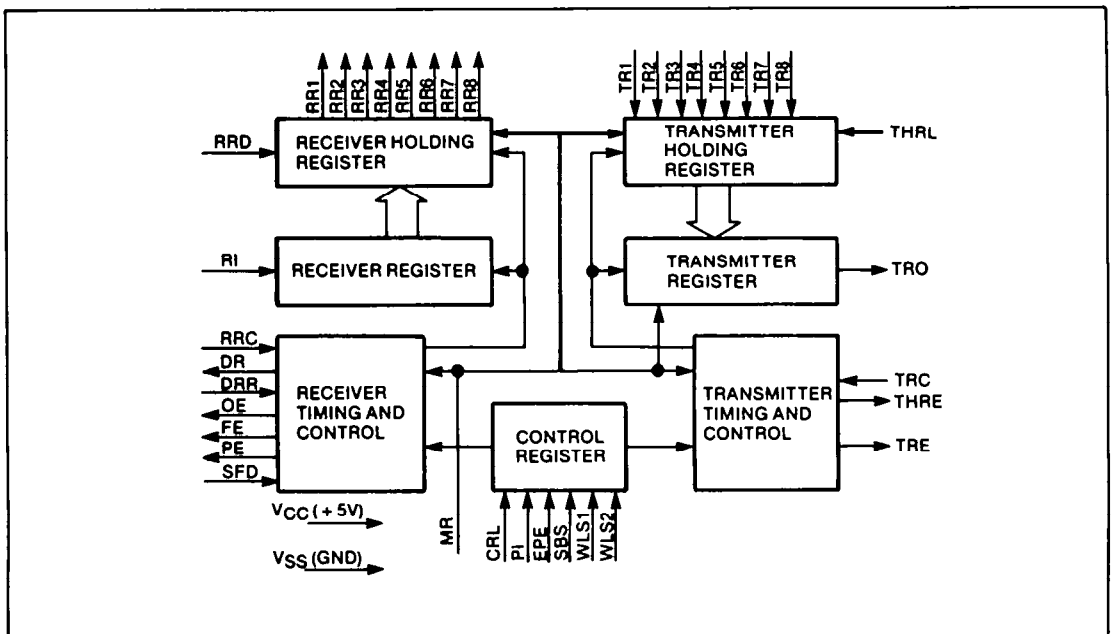 RR1
RR2
RR3
RR4
RR5
RR6
RR7
RR8
TR1
TR2
TR3
TR4
TR5
TR6
TR7
TR8
RRD
RECEIVER HOLDING
REGISTER
TRANSMITTER
HOLDING
REGISTER
THRL
RI
RECEIVER REGISTER
TRANSMITTER
REGISTER
TRO
RRC
DR
DRR
OE
FE
PE
SFD
RECEIVER
TIMING AND
CONTROL
CONTROL
REGISTER
TRANSMITTER
TIMING AND
CONTROL
TRC
THRE
TRE
VCC (+ 5V)
VSS (GND)
MR
CRL
PI
EPE
SBS
WLS1
WLS2